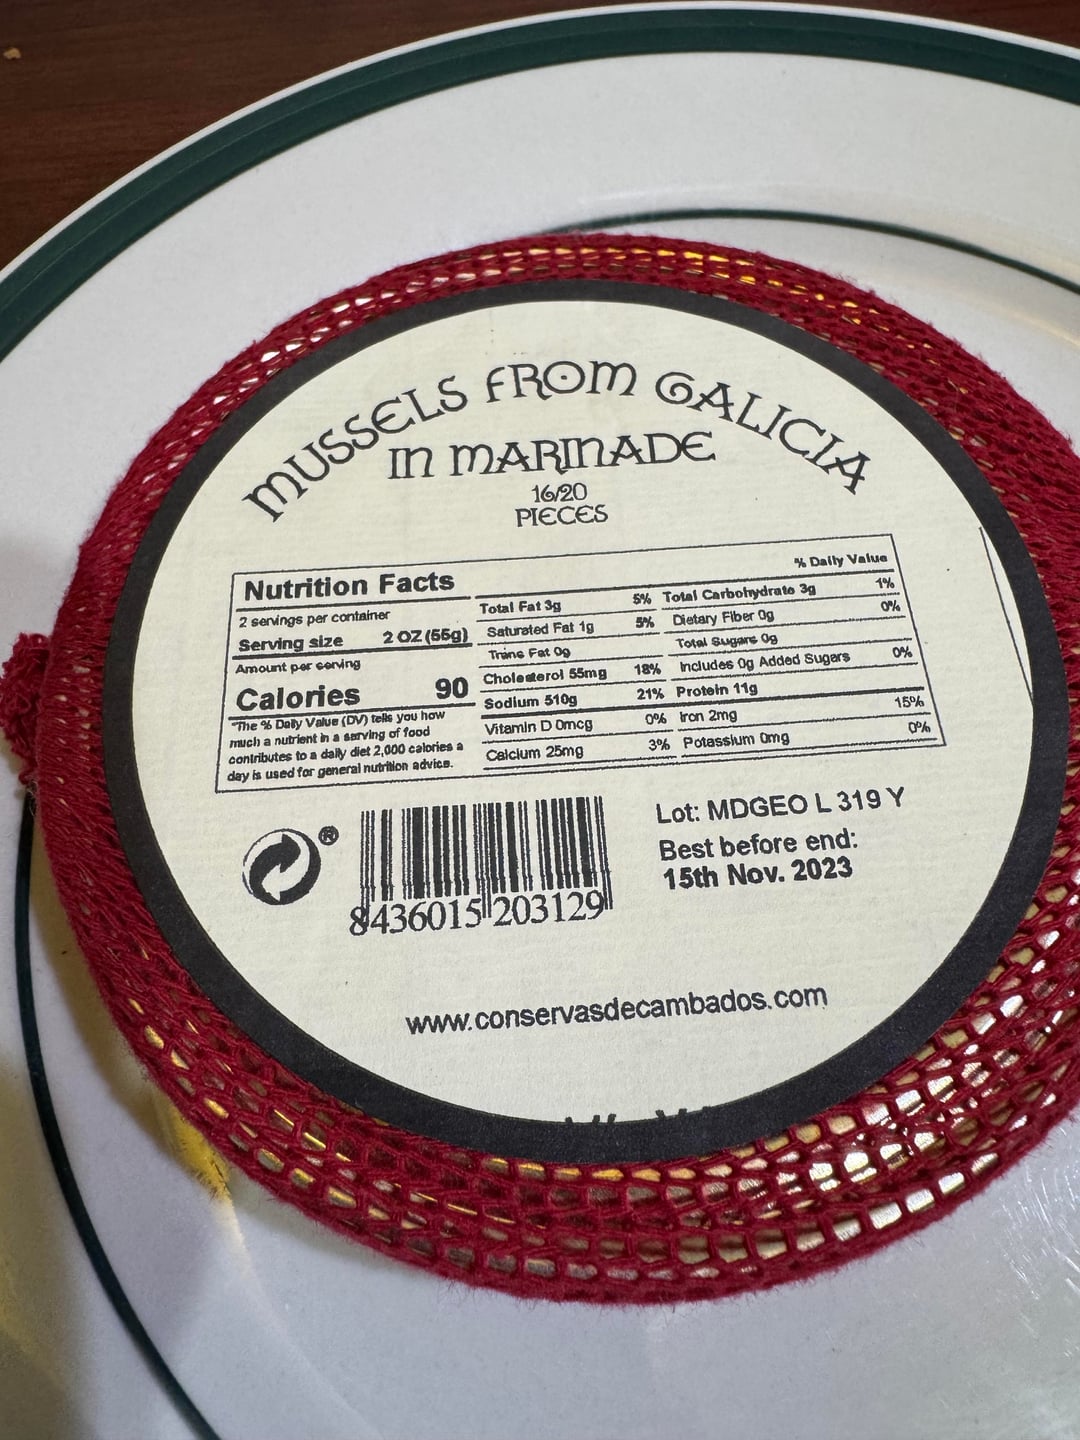 MUSSELS FROM GALICIA
IN MARINADE
16/20
PIECES
Nutrition Facts
2 servings per container
Serving size 2 OZ (55g)
Amount per serving
Calories 90
*The % Daily Value (DV) tells you how
much a nutrient in a serving of food
contributes to a daily diet 2,000 calories a
day is used for general nutrition advice.
% Daily Value
Total Fat 3g 5% Total Carbohydrate 3g 1%
Saturated Fat 1g 5% Dietary Fiber 0g 0%
Trans Fat 0g Total Sugars 0g
Cholesterol 55mg 18% Includes 0g Added Sugars 0%
Sodium 510g 21% Protein 11g
Vitamin D 0mcg 0% Iron 2mg 15%
Calcium 25mg 3% Potassium 0mg 0%
®
8436015203129
Lot: MDGEO L 319 Y
Best before end:
15th Nov. 2023
www.conservasdecambados.com